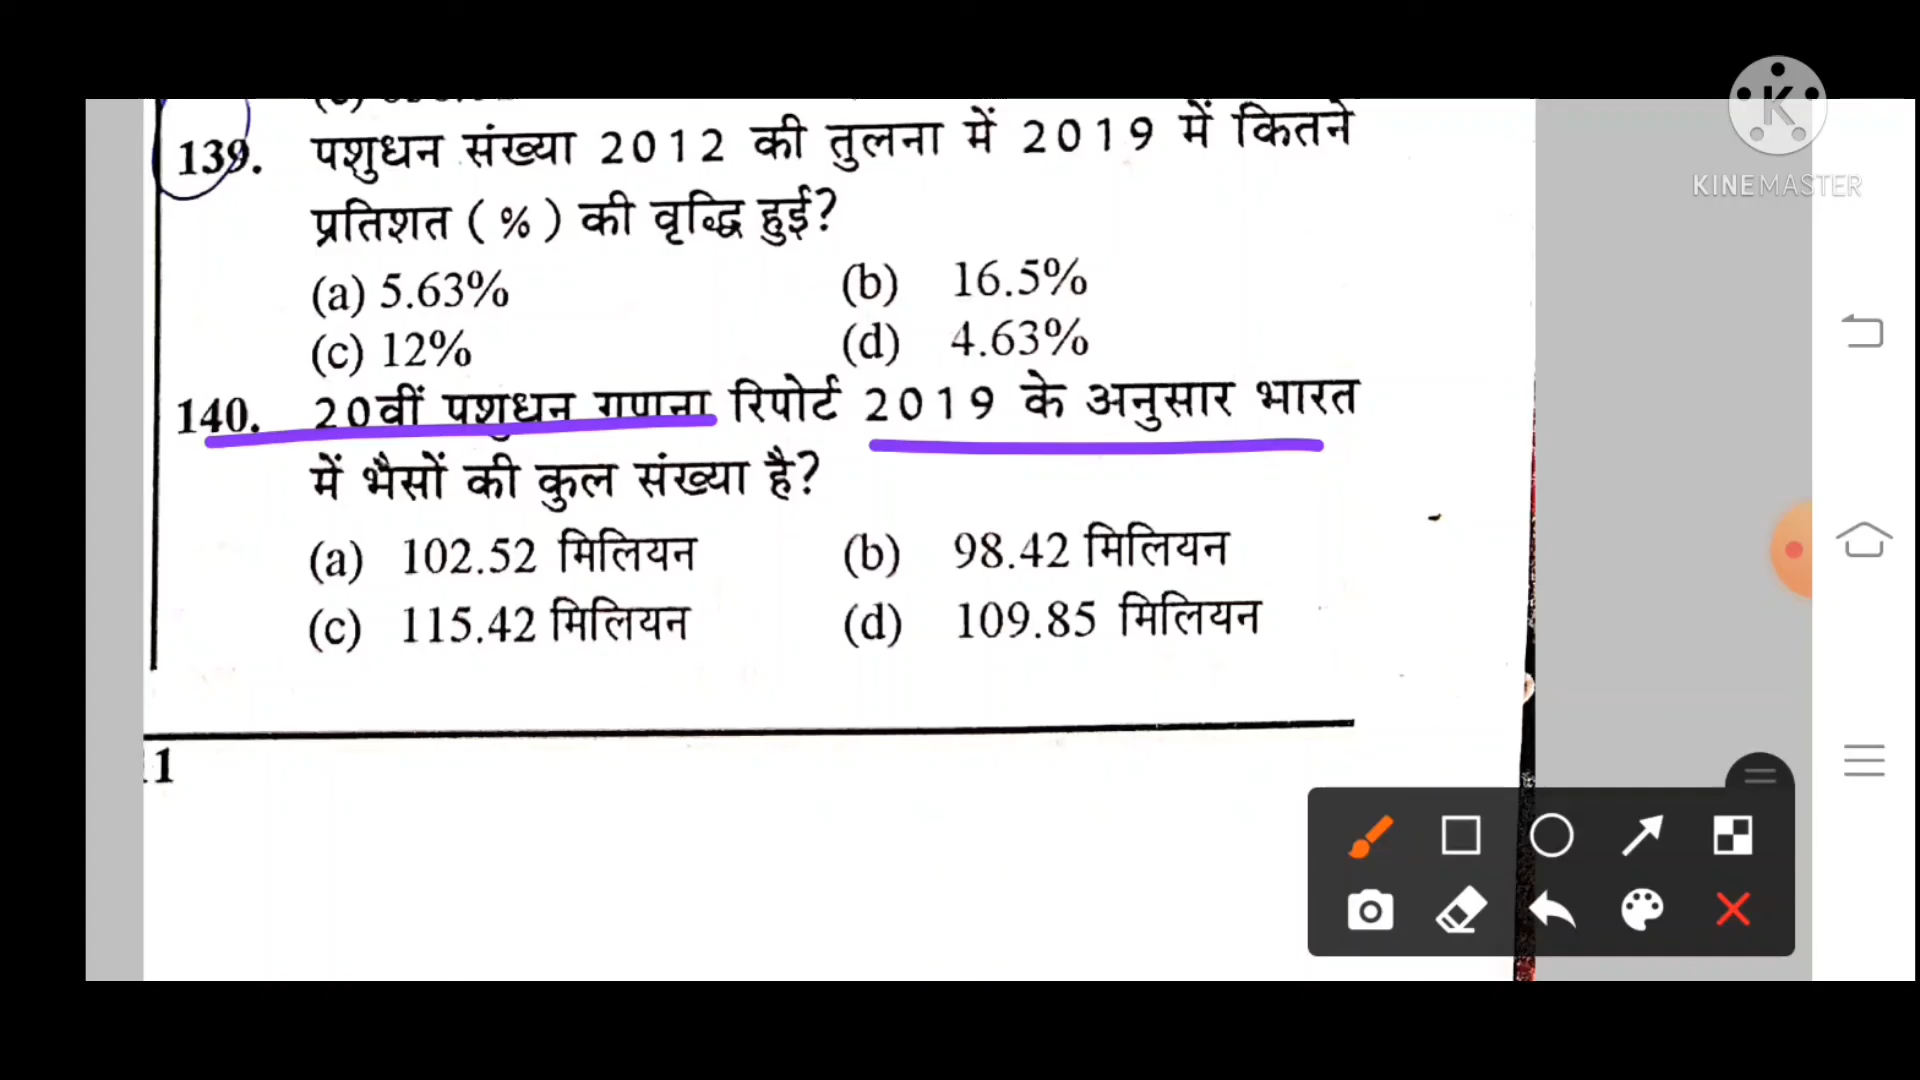 139. पशुधन संख्या 2012 की तुलना में 2019 में कितने
प्रतिशत (%) की वृद्धि हुई?
(a) 5.63% (b) 16.5%
(c) 12% (d) 4.63%
140. 20वीं पशुधन गणना रिपोर्ट 2019 के अनुसार भारत
में भैसों की कुल संख्या है?
(a) 102.52 मिलियन (b) 98.42 मिलियन
(c) 115.42 मिलियन (d) 109.85 मिलियन
1
K
KINEMASTER